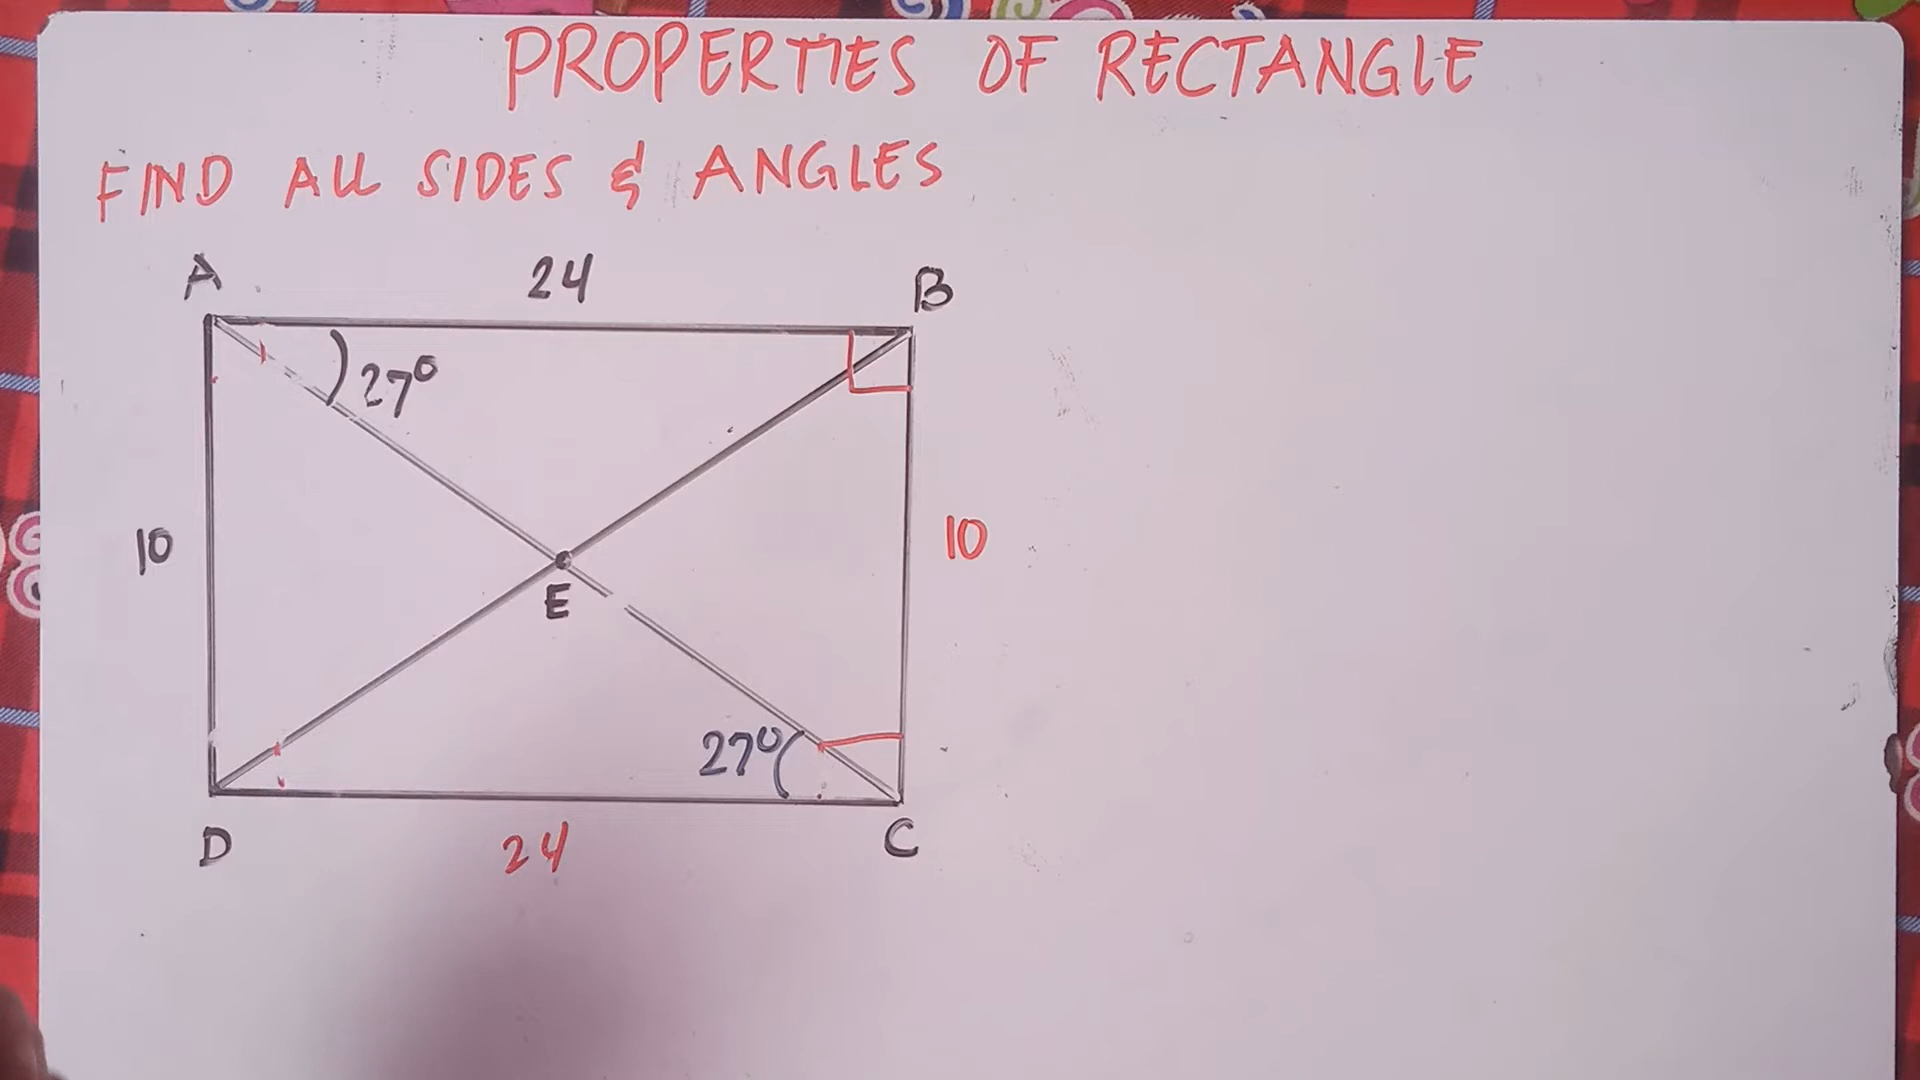 PROPERTIES OF RECTANGLE
FIND ALL SIDES & ANGLES
A
24
B
27°
10
10
E
27°
D
24
C